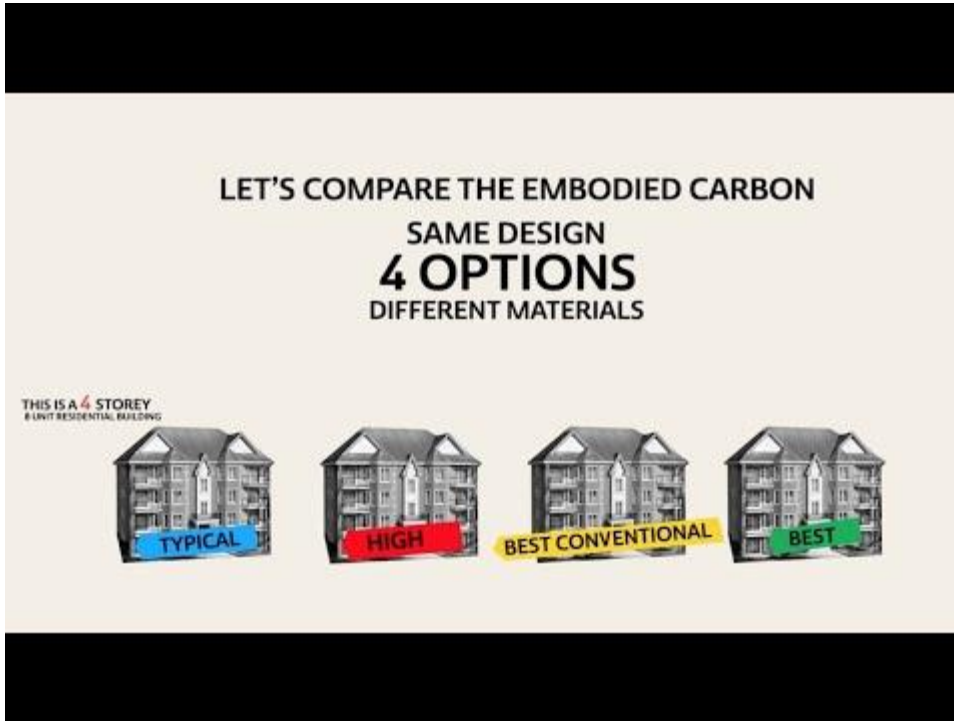 LET'S COMPARE THE EMBODIED CARBON
SAME DESIGN
4 OPTIONS
DIFFERENT MATERIALS
THIS IS A 4 STOREY
8 UNIT RESIDENTIAL BUILDING
TYPICAL
HIGH
BEST CONVENTIONAL
BEST